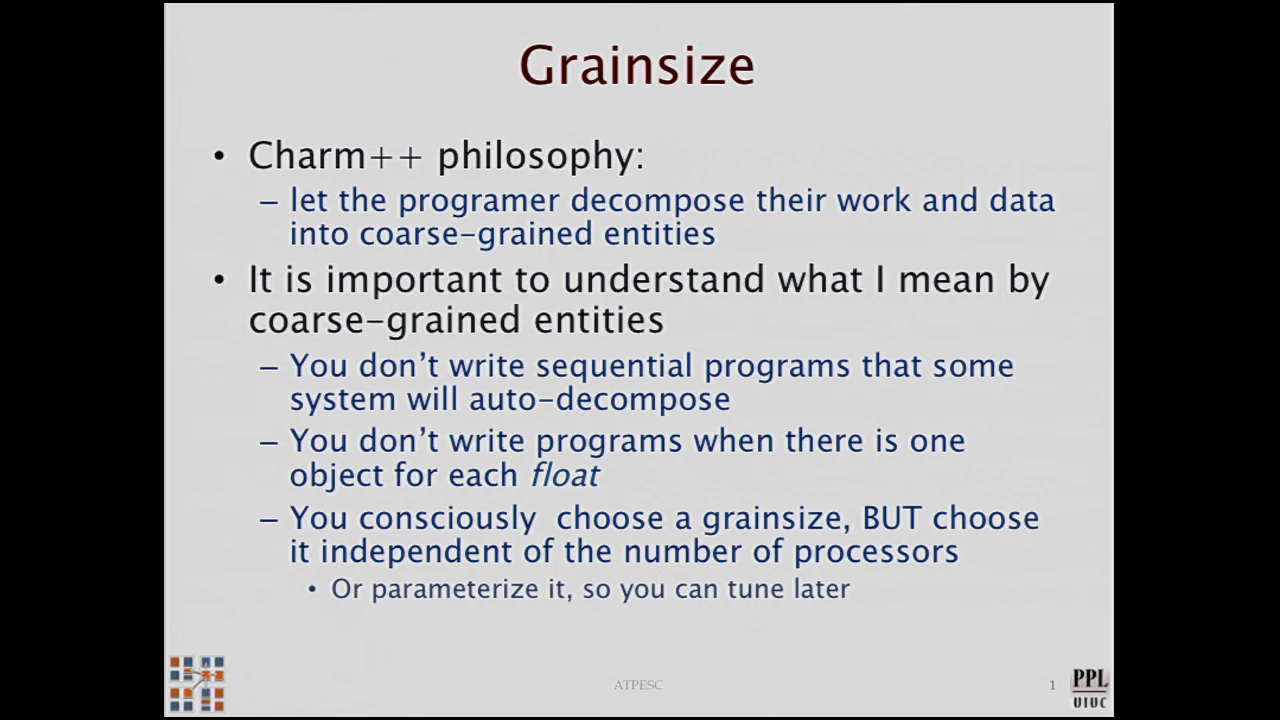 Grainsize
• Charm++ philosophy:
– let the programer decompose their work and data
into coarse-grained entities
• It is important to understand what I mean by
coarse-grained entities
– You don’t write sequential programs that some
system will auto-decompose
– You don’t write programs when there is one
object for each float
– You consciously  choose a grainsize, BUT choose
it independent of the number of processors
• Or parameterize it, so you can tune later
ATPESC
1
PPL
UIUC